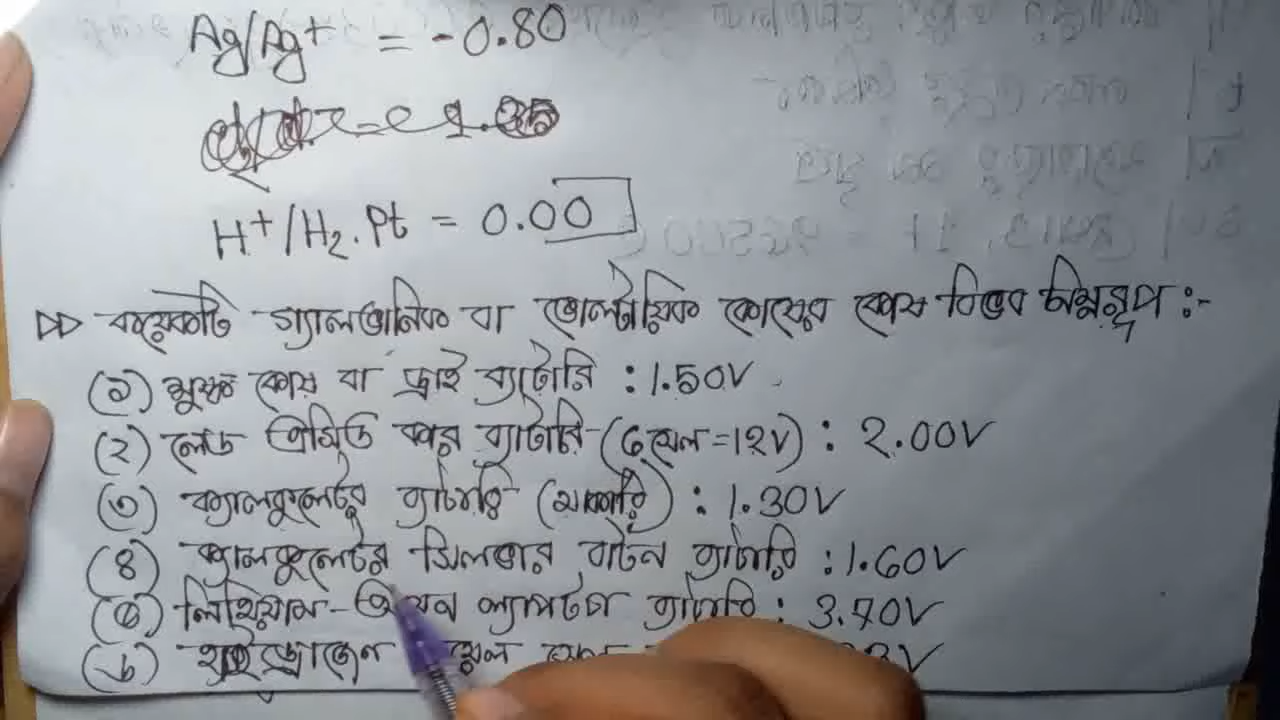 Ag/Ag+ = -0.80
H+/H2.Pt = 0.00
▷▷ কয়েকটি গ্যালভানিক বা ভোল্টায়িক কোষের কোষ বিভব নিম্নরূপ :-
(১) শুষ্ক কোষ বা ড্রাই ব্যাটারি : 1.50V
(২) লেড এসিড কার ব্যাটারি (6 সেল = 12V) : 2.00V
(৩) ক্যালকুলেটর ব্যাটারি (মারকারি) : 1.30V
(৪) ক্যালকুলেটর সিলভার বাটন ব্যাটারি : 1.60V
(৫) লিথিয়াম-আয়ন ল্যাপটপ ব্যাটারি : 3.70V
(৬) হাইড্রোজেন